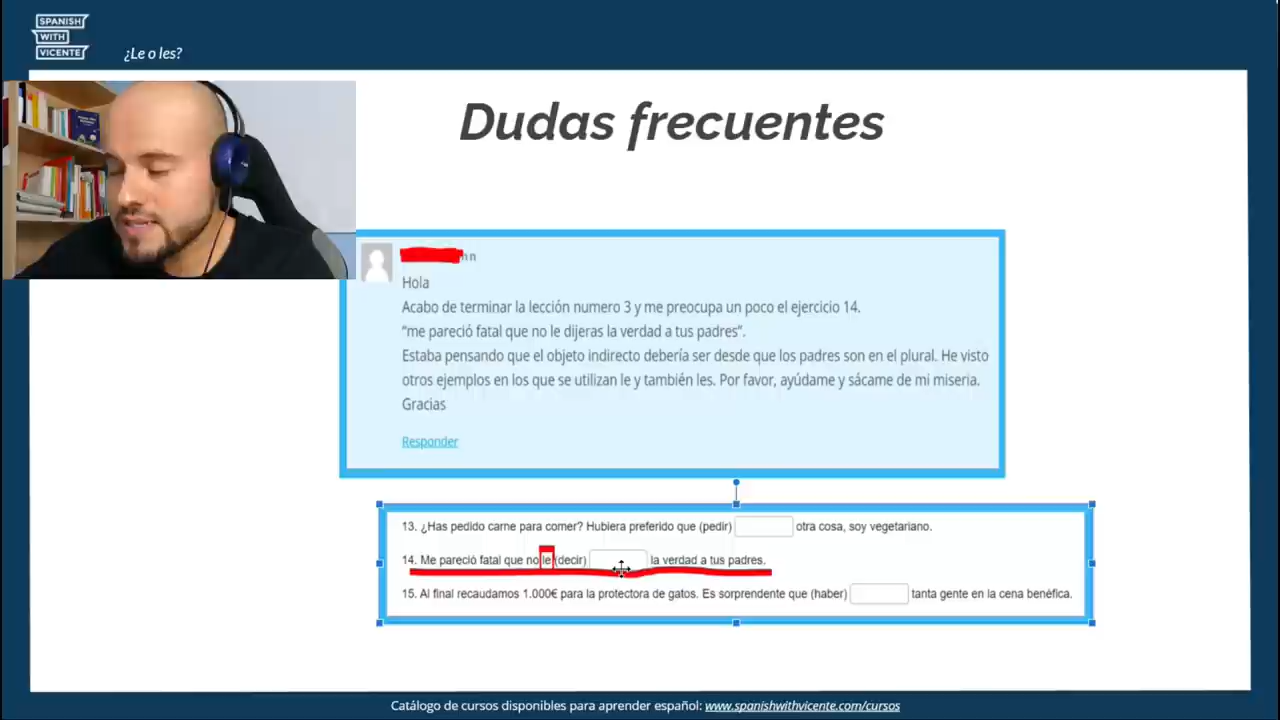 SPANISH
WITH
VICENTE
¿Le o les?
Dudas frecuentes
nn
Hola
Acabo de terminar la lección numero 3 y me preocupa un poco el ejercicio 14.
“me pareció fatal que no le dijeras la verdad a tus padres”.
Estaba pensando que el objeto indirecto debería ser desde que los padres son en el plural. He visto
otros ejemplos en los que se utilizan le y también les. Por favor, ayúdame y sácame de mi miseria.
Gracias
Responder
13. ¿Has pedido carne para comer? Hubiera preferido que (pedir) otra cosa, soy vegetariano.
14. Me pareció fatal que no le (decir) la verdad a tus padres.
15. Al final recaudamos 1.000€ para la protectora de gatos. Es sorprendente que (haber) tanta gente en la cena benéfica.
Catálogo de cursos disponibles para aprender español: www.spanishwithvicente.com/cursos